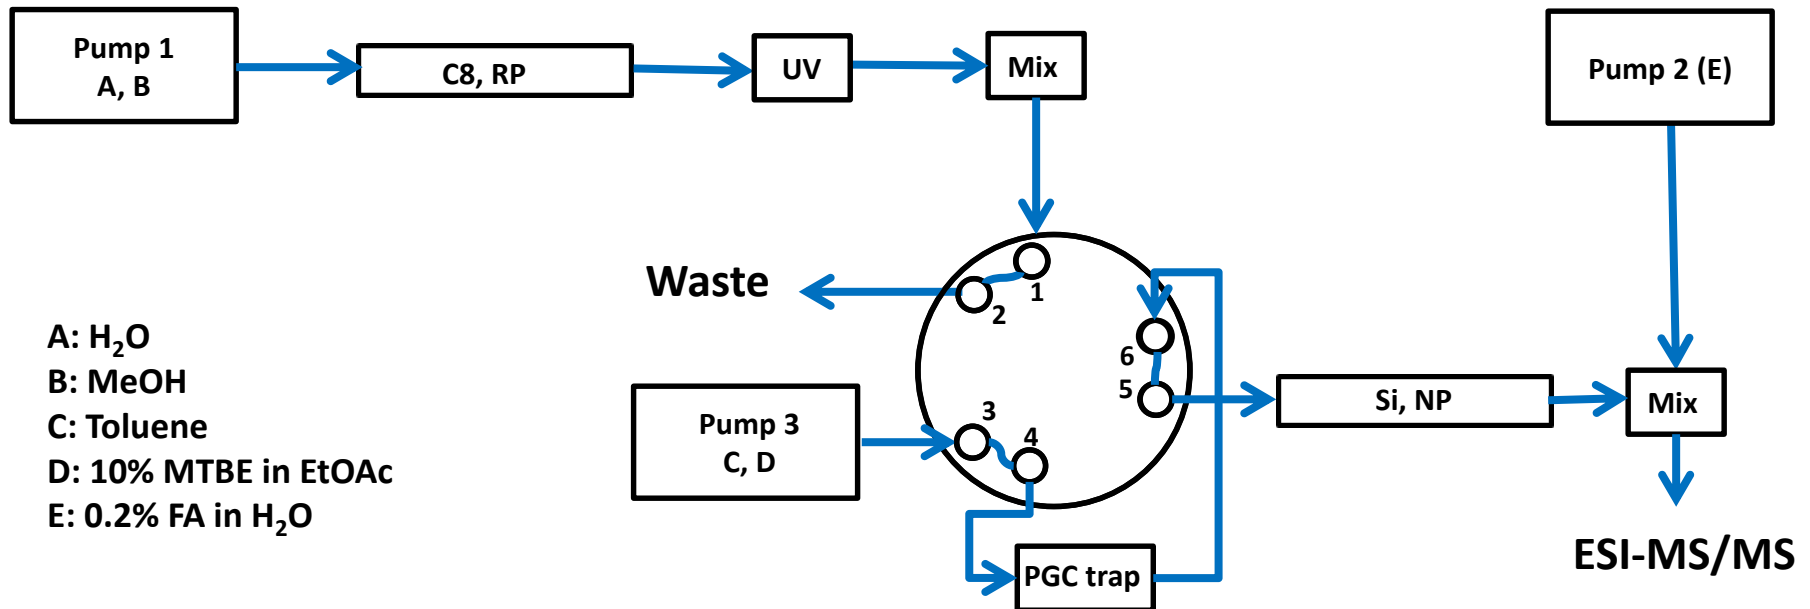 Pump 1
A, B
C8, RP
UV
Mix
Pump 2 (E)
Waste
1
2
6
5
3
4
A: H₂O
B: MeOH
C: Toluene
D: 10% MTBE in EtOAc
E: 0.2% FA in H₂O
Pump 3
C, D
Si, NP
Mix
PGC trap
ESI-MS/MS